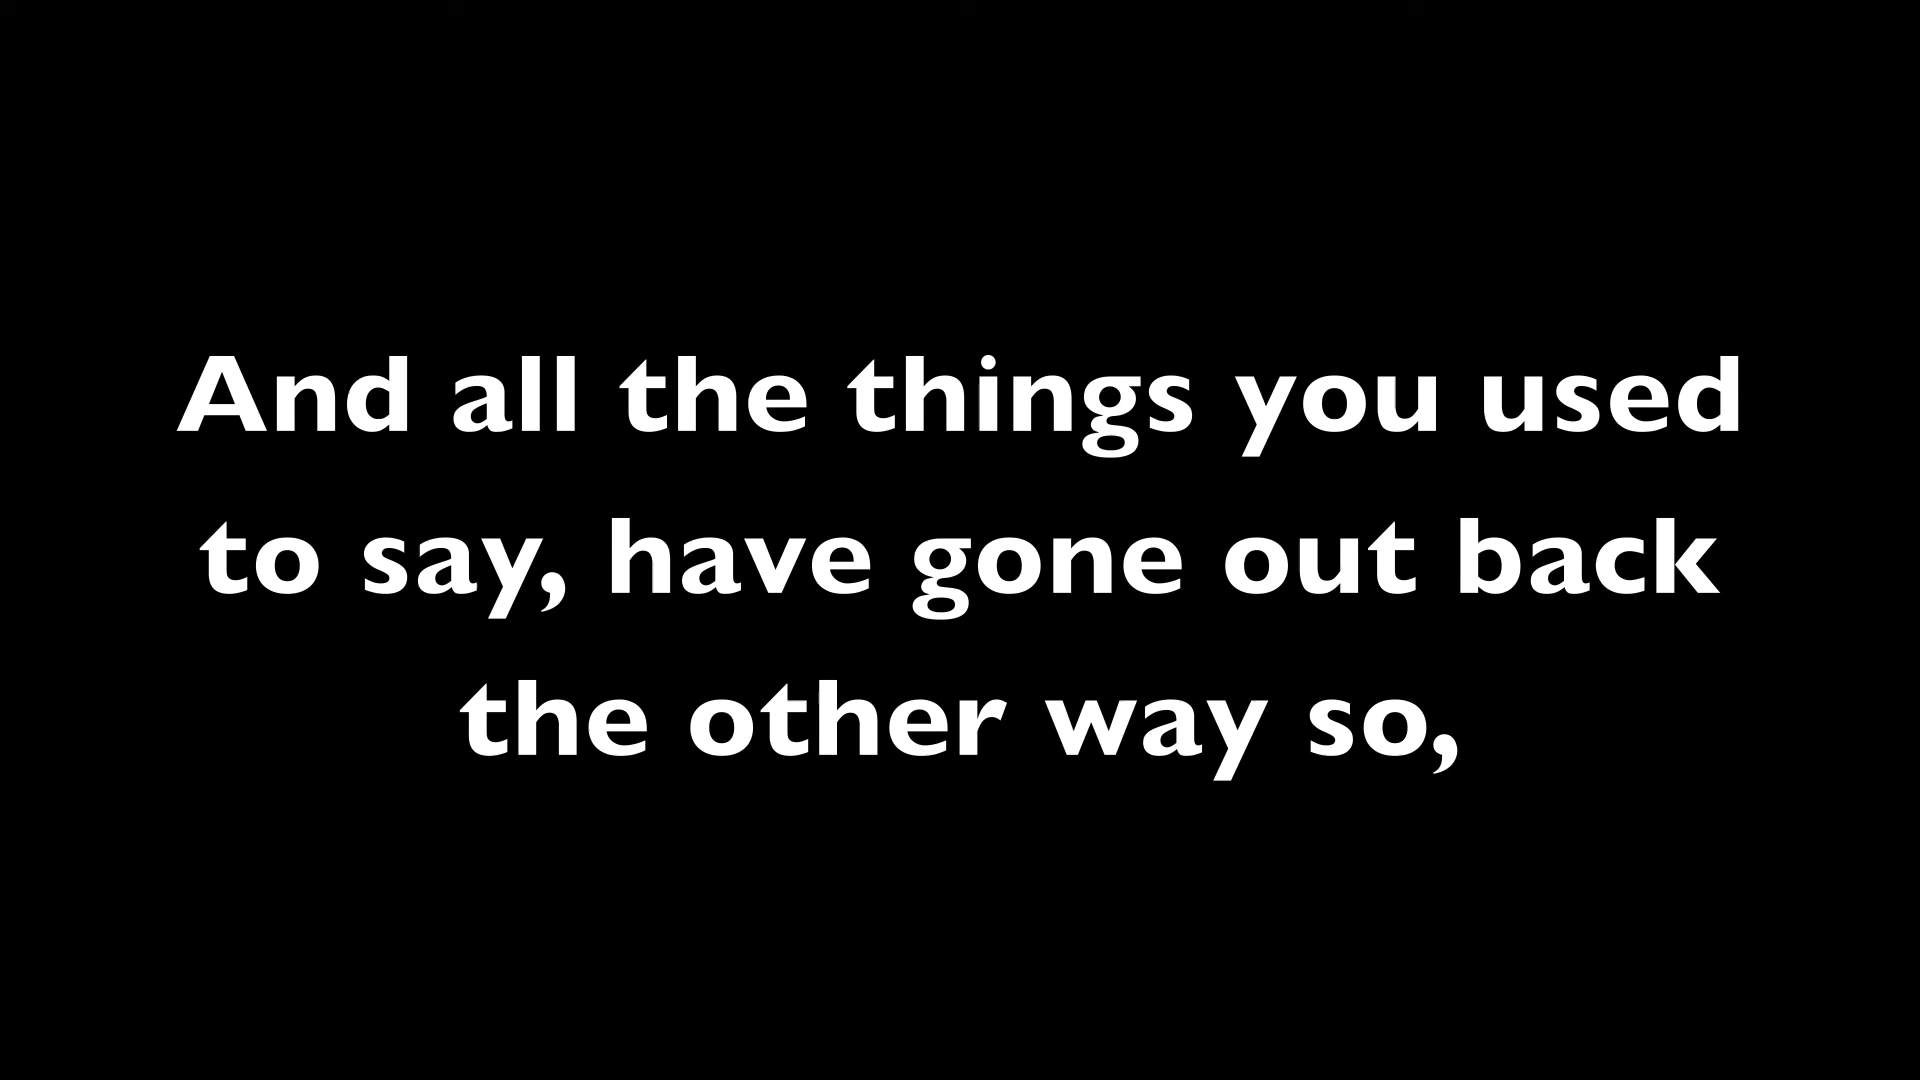 And all the things you used
to say, have gone out back
the other way so,